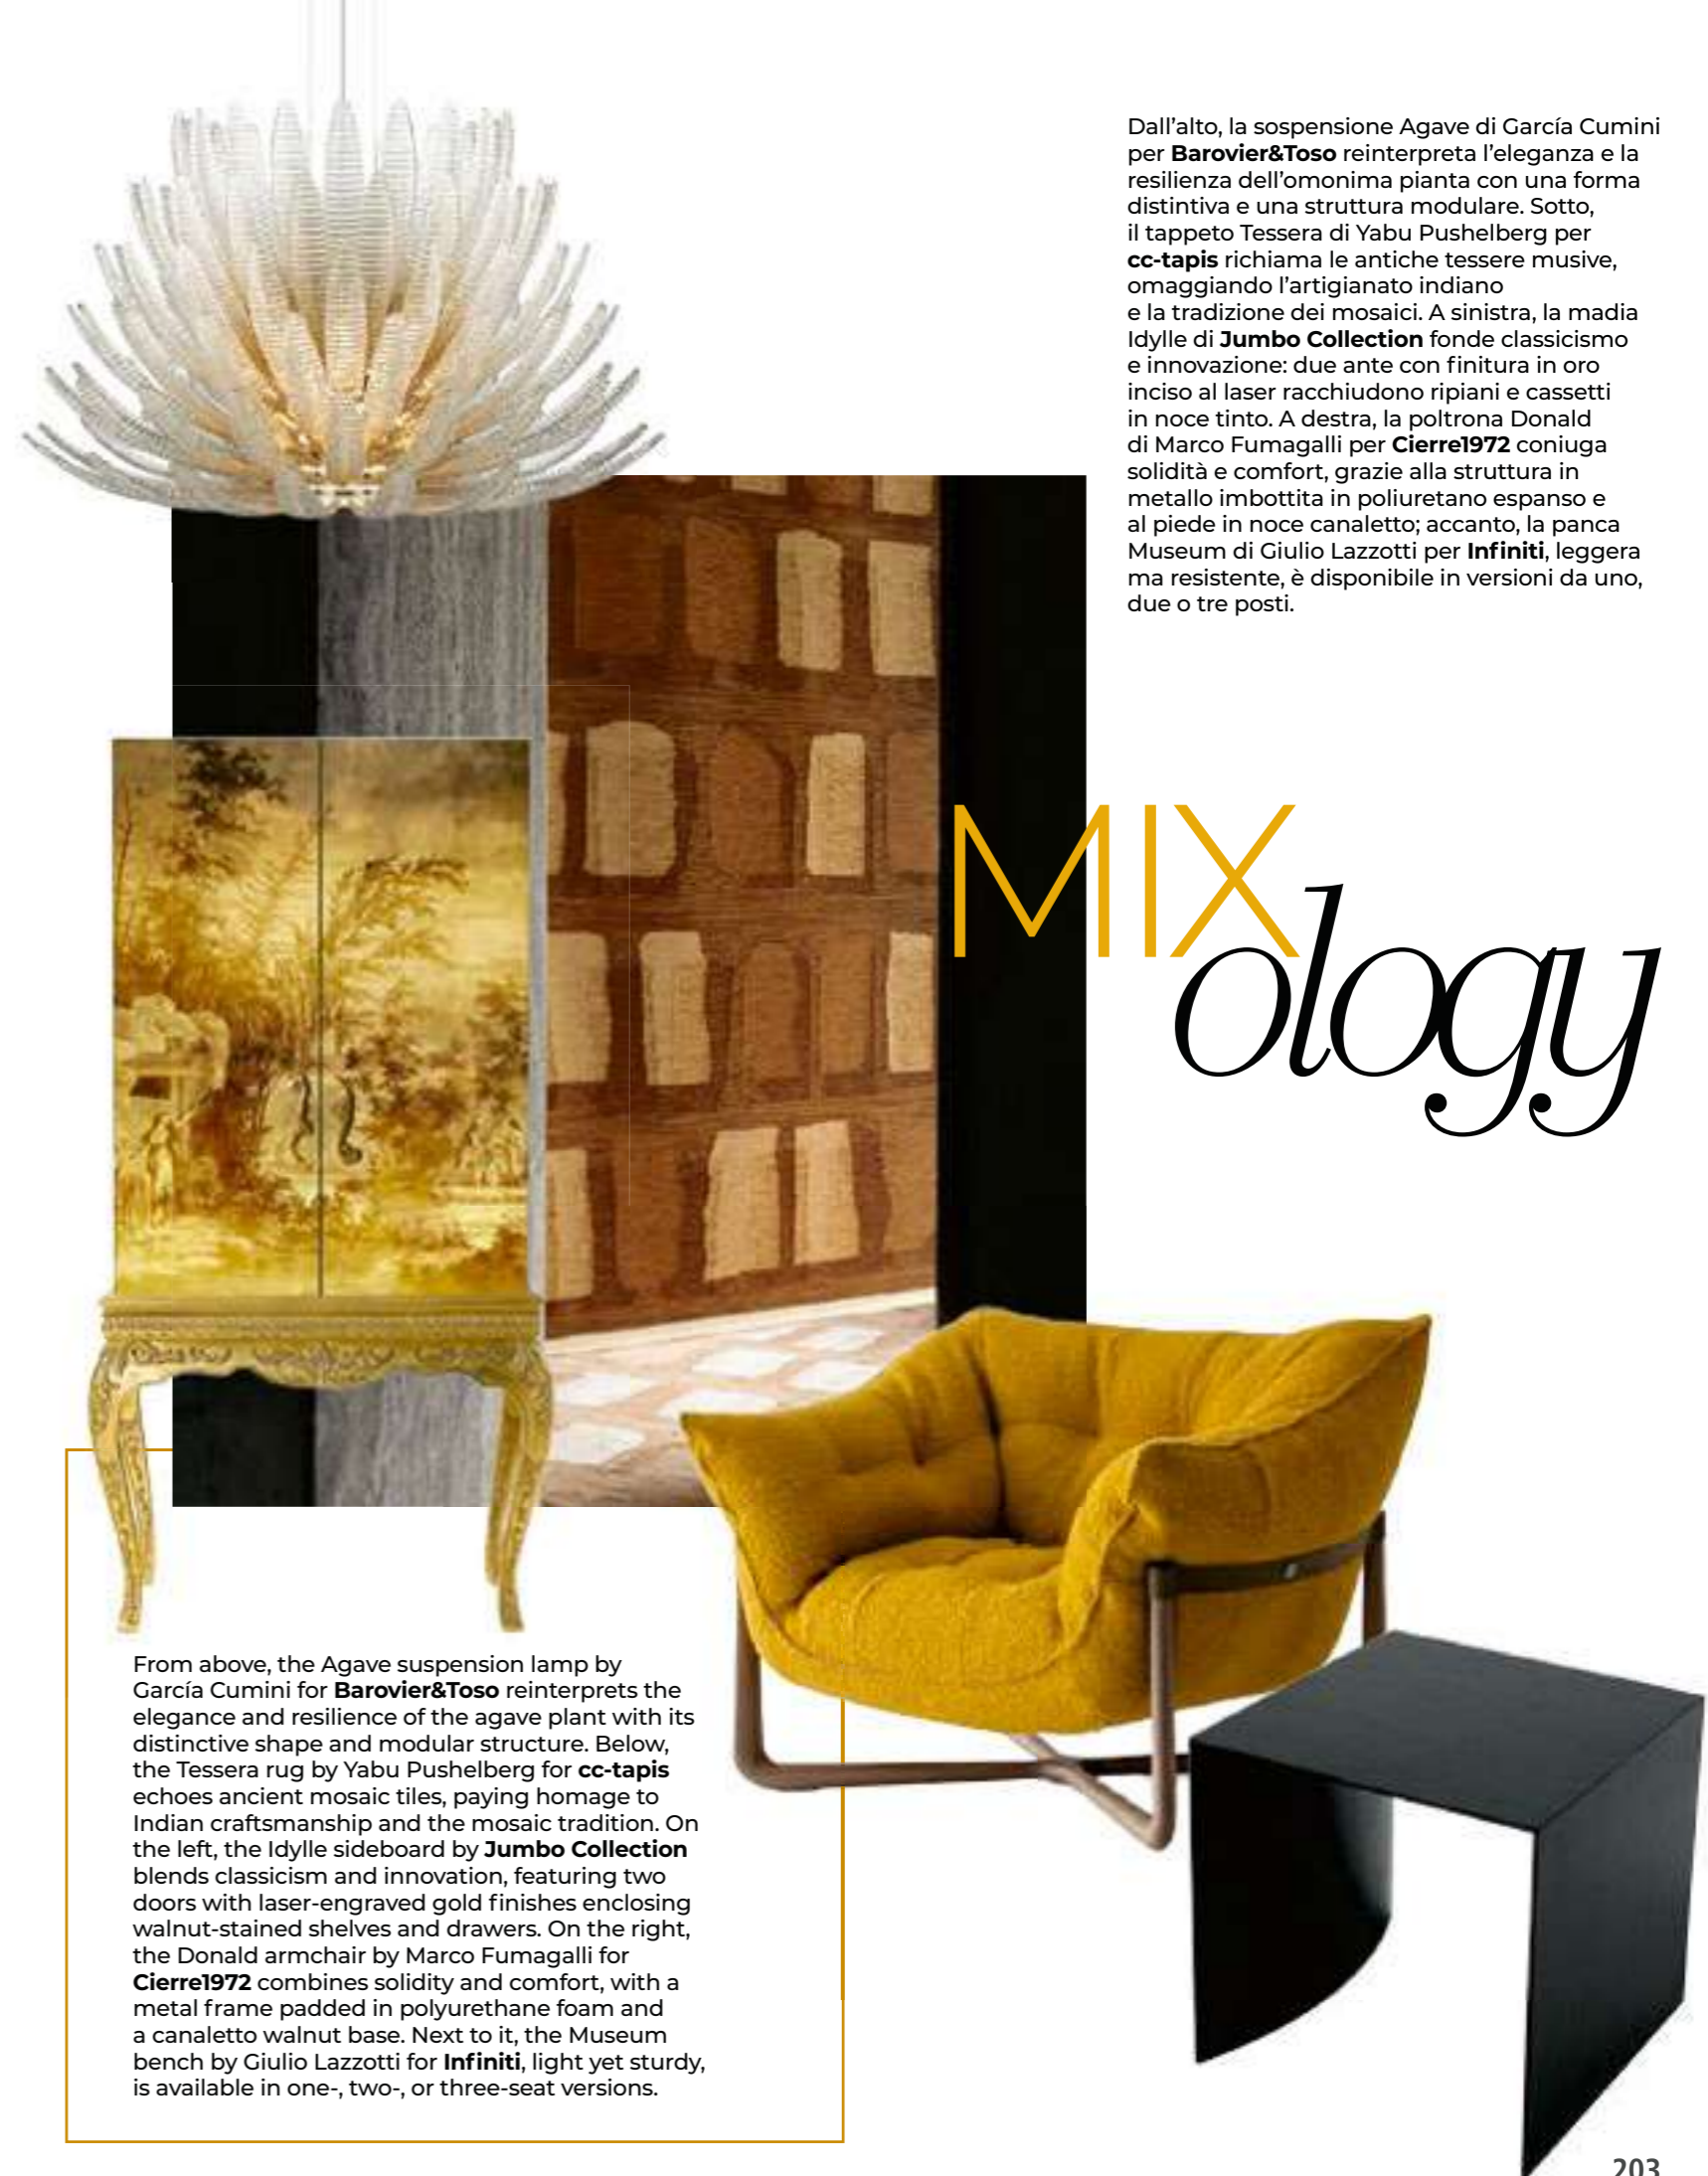 Dall'alto, la sospensione Agave di García Cumini
per Barovier&Toso reinterpreta l'eleganza e la
resilienza dell'omonima pianta con una forma
distintiva e una struttura modulare. Sotto,
il tappeto Tessera di Yabu Pushelberg per
cc-tapis richiama le antiche tessere musive,
omaggiando l'artigianato indiano
e la tradizione dei mosaici. A sinistra, la madia
Idylle di Jumbo Collection fonde classicismo
e innovazione: due ante con finitura in oro
inciso al laser racchiudono ripiani e cassetti
in noce tinto. A destra, la poltrona Donald
di Marco Fumagalli per Cierre1972 coniuga
solidità e comfort, grazie alla struttura in
metallo imbottita in poliuretano espanso e
al piede in noce canaletto; accanto, la panca
Museum di Giulio Lazzotti per Infiniti, leggera
ma resistente, è disponibile in versioni da uno,
due o tre posti.
MIX
ology
From above, the Agave suspension lamp by
García Cumini for Barovier&Toso reinterprets the
elegance and resilience of the agave plant with its
distinctive shape and modular structure. Below,
the Tessera rug by Yabu Pushelberg for cc-tapis
echoes ancient mosaic tiles, paying homage to
Indian craftsmanship and the mosaic tradition. On
the left, the Idylle sideboard by Jumbo Collection
blends classicism and innovation, featuring two
doors with laser-engraved gold finishes enclosing
walnut-stained shelves and drawers. On the right,
the Donald armchair by Marco Fumagalli for
Cierre1972 combines solidity and comfort, with a
metal frame padded in polyurethane foam and
a canaletto walnut base. Next to it, the Museum
bench by Giulio Lazzotti for Infiniti, light yet sturdy,
is available in one-, two-, or three-seat versions.
203